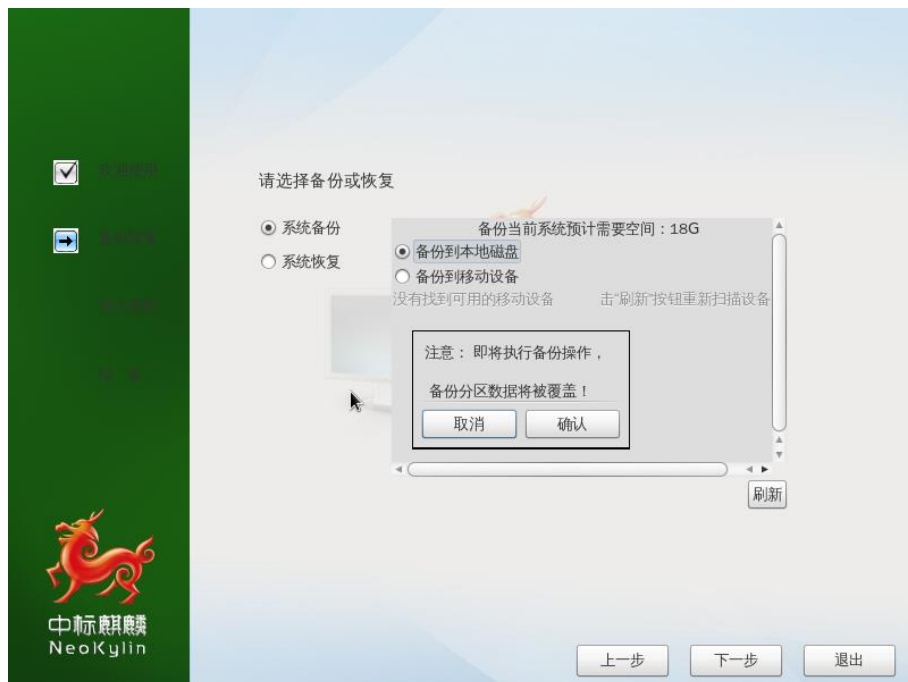 请选择备份或恢复
系统备份
系统恢复
备份当前系统预计需要空间：18G
备份到本地磁盘
备份到移动设备
没有找到可用的移动设备 击"刷新"按钮重新扫描设备
注意： 即将执行备份操作，
备份分区数据将被覆盖！
取消 确认
刷新
中标麒麟
NeoKylin
上一步 下一步 退出